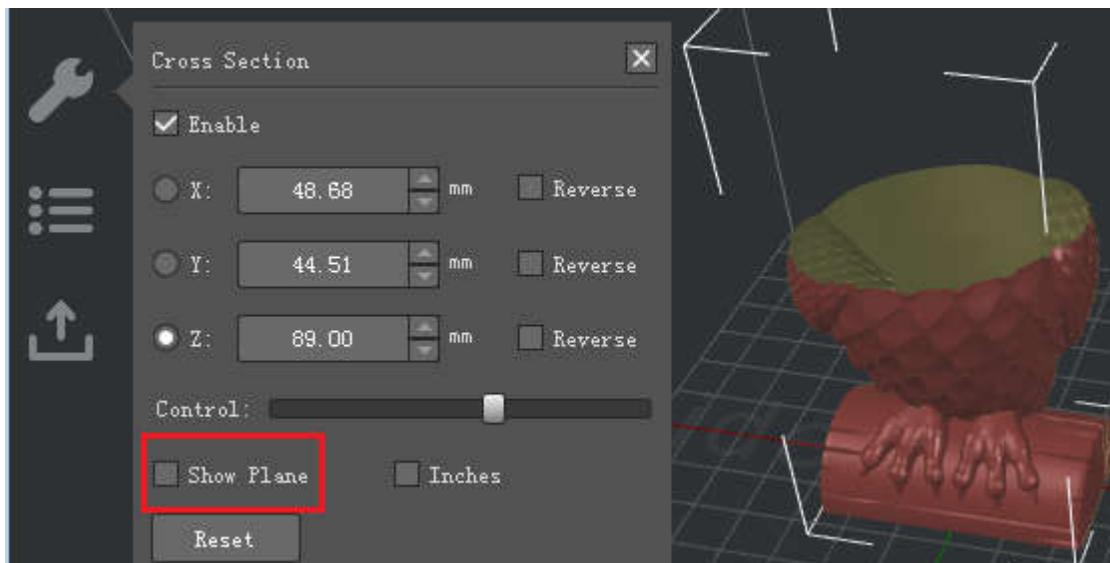 Cross Section
Enable
X: 48.68 mm Reverse
Y: 44.51 mm Reverse
Z: 89.00 mm Reverse
Control:
Show Plane Inches
Reset